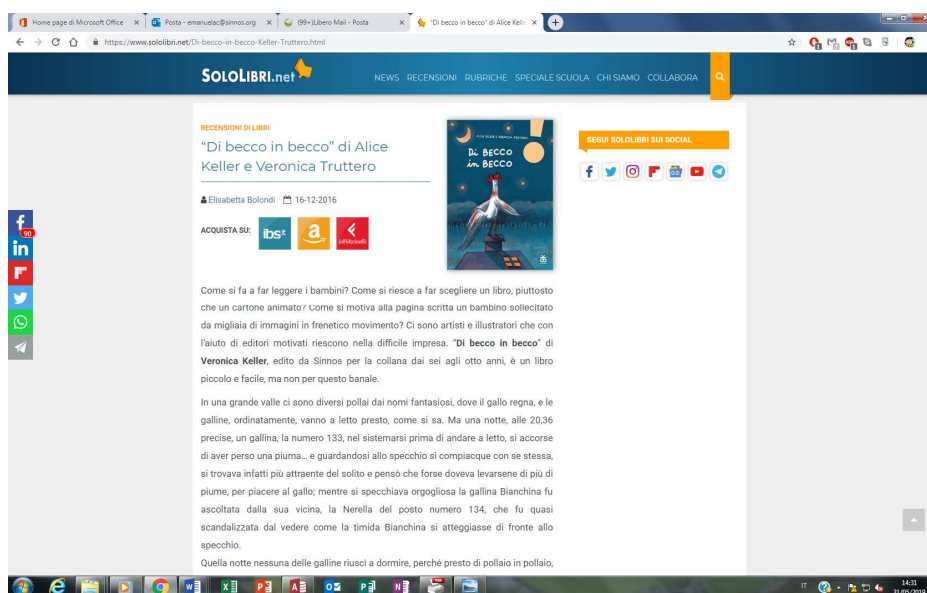 Home page di Microsoft Office
Posta - emanuelac@sinnos.org
(99+)Libero Mail - Posta
"Di becco in becco" di Alice Kelle
https://www.sololibri.net/Di-becco-in-becco-Keller-Truttero.html
SOLOLIBRI.net
NEWS RECENSIONI RUBRICHE SPECIALE SCUOLA CHI SIAMO COLLABORA
RECENSIONI DI LIBRI
"Di becco in becco" di Alice
Keller e Veronica Truttero
Elisabetta Bolondi 16-12-2016
ACQUISTA SU:
ibs.it
a
laFeltrinelli
ALICE KELLER & VERONICA TRUTTERO
Di BECCO
in BECCO
SEGUI SOLOLIBRI SUI SOCIAL
90
Come si fa a far leggere i bambini? Come si riesce a far scegliere un libro, piuttosto
che un cartone animato? Come si motiva alla pagina scritta un bambino sollecitato
da migliaia di immagini in frenetico movimento? Ci sono artisti e illustratori che con
l'aiuto di editori motivati riescono nella difficile impresa. "Di becco in becco" di
Veronica Keller, edito da Sinnos per la collana dai sei agli otto anni, è un libro
piccolo e facile, ma non per questo banale.
In una grande valle ci sono diversi pollai dai nomi fantasiosi, dove il gallo regna, e le
galline, ordinatamente, vanno a letto presto, come si sa. Ma una notte, alle 20,36
precise, un gallina, la numero 133, nel sistemarsi prima di andare a letto, si accorse
di aver perso una piuma... e guardandosi allo specchio si compiacque con se stessa,
si trovava infatti più attraente del solito e pensò che forse doveva levarsene di più di
piume, per piacere al gallo; mentre si specchiava orgogliosa la gallina Bianchina fu
ascoltata dalla sua vicina, la Nerella del posto numero 134, che fu quasi
scandalizzata dal vedere come la timida Bianchina si atteggiasse di fronte allo
specchio.
Quella notte nessuna delle galline riuscì a dormire, perché presto di pollaio in pollaio,
IT
14:31
21/05/2019